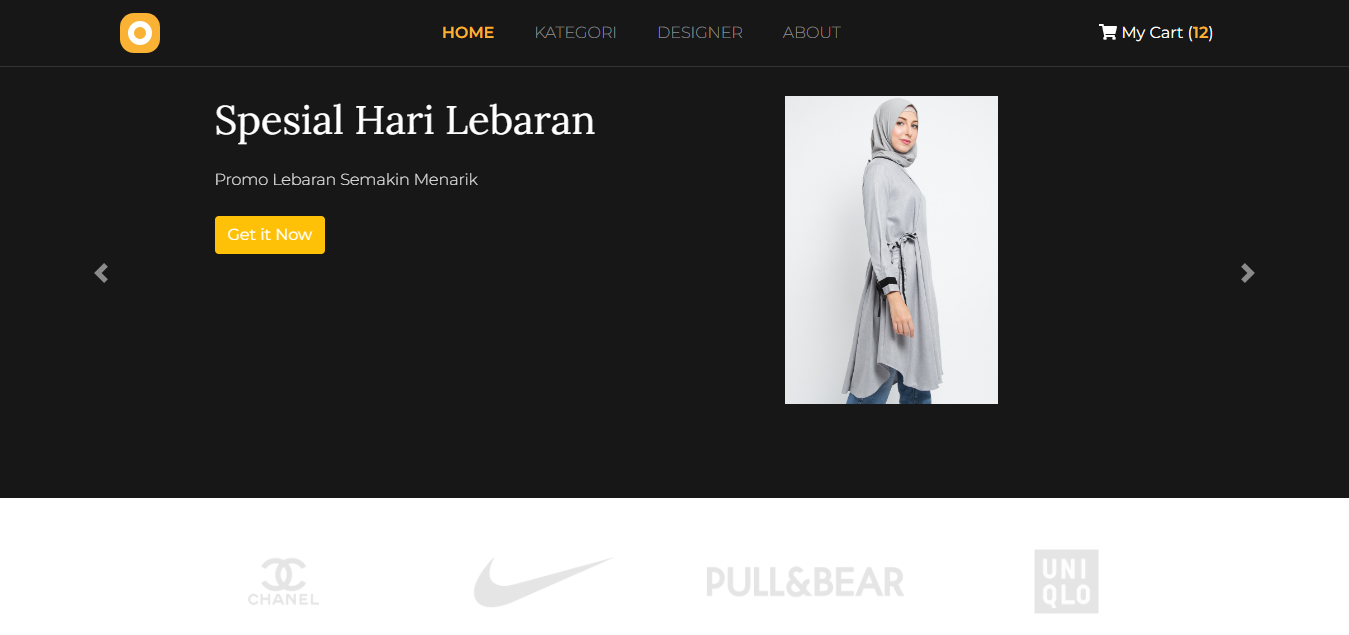 HOME KATEGORI DESIGNER ABOUT My Cart (12)
Spesial Hari Lebaran
Promo Lebaran Semakin Menarik
Get it Now
CHANEL PULL&BEAR UNI
QLO